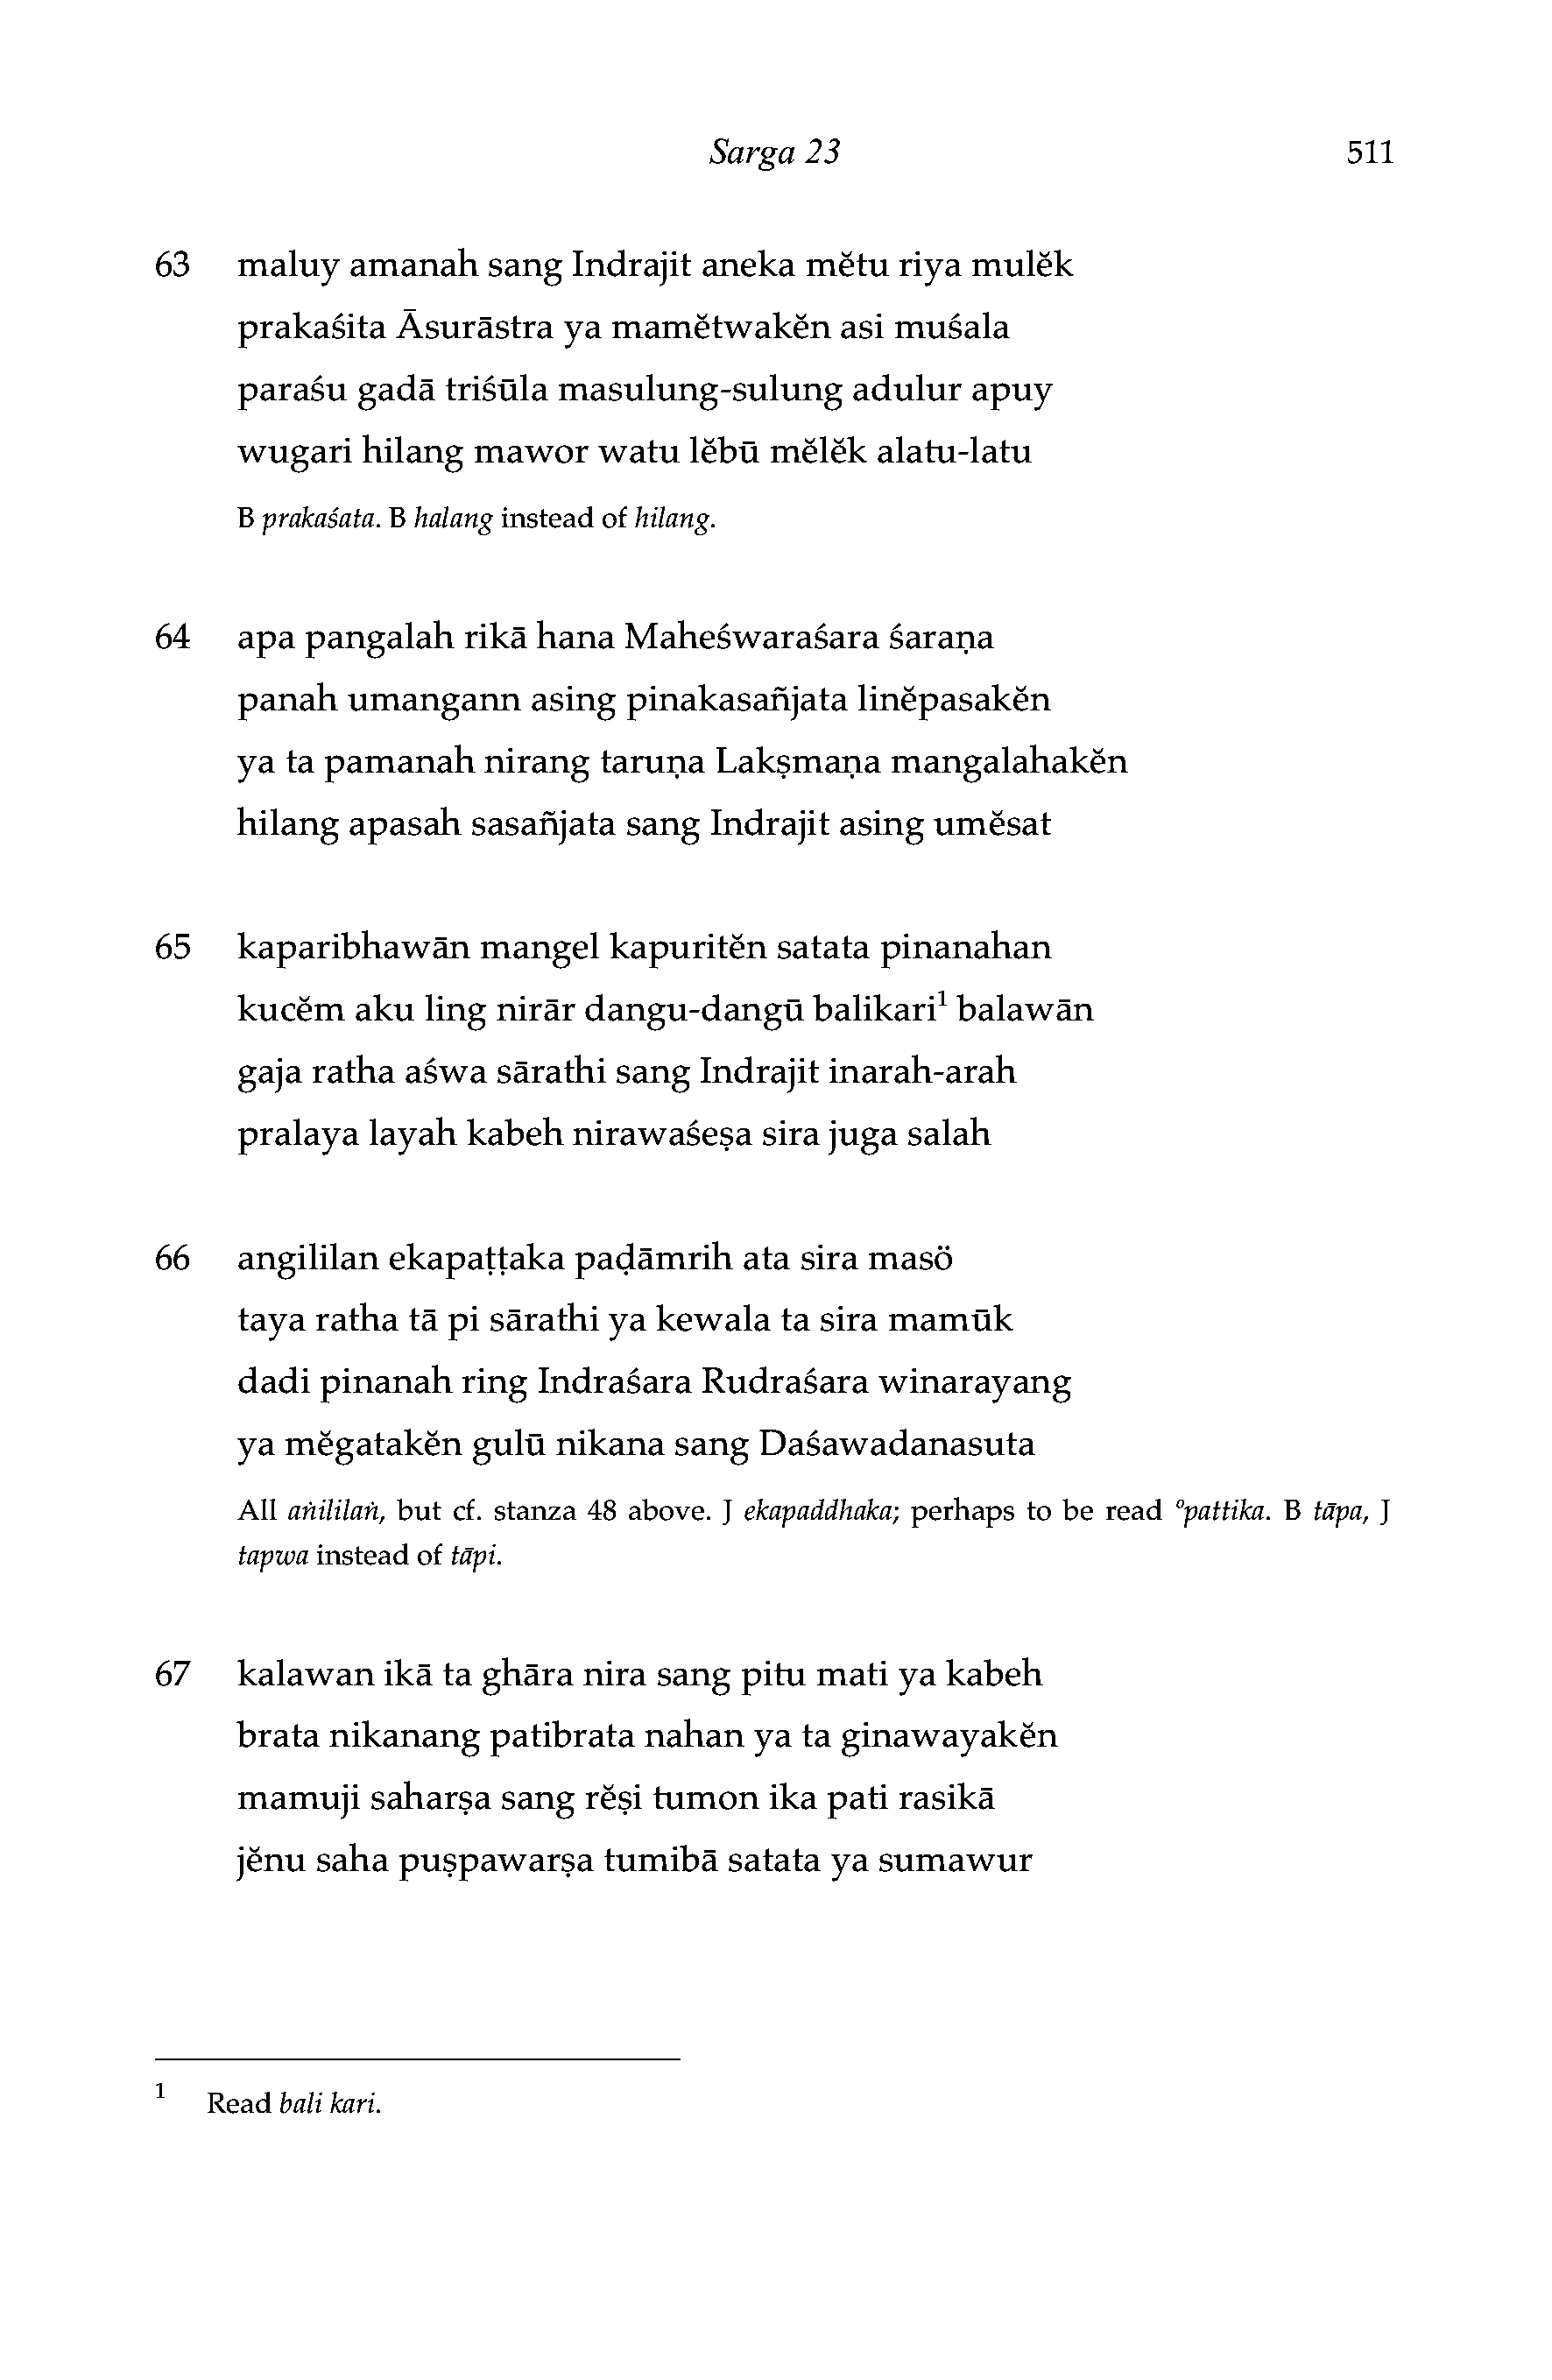 Sarga 23 511
63 maluy amanah sang Indrajit aneka mĕtu riya mulĕk
prakaśita Āsurāstra ya mamĕtwakĕn asi muśala
paraśu gadā triśūla masulung-sulung adulur apuy
wugari hilang mawor watu lĕbū mĕlĕk alatu-latu
B prakaśata. B halang instead of hilang.
64 apa pangalah rikā hana Maheśwaraśara śaraṇa
panah umangann asing pinakasañjata linĕpasakĕn
ya ta pamanah nirang taruṇa Lakṣmaṇa mangalahakĕn
hilang apasah sasañjata sang Indrajit asing umĕsat
65 kaparibhawān mangel kapuritĕn satata pinanahan
kucĕm aku ling nirār dangu-dangū balikari¹ balawān
gaja ratha aśwa sārathi sang Indrajit inarah-arah
pralaya layah kabeh nirawaśeṣa sira juga salah
66 angililan ekapaṭṭaka paḍāmrih ata sira masö
taya ratha tā pi sārathi ya kewala ta sira mamūk
dadi pinanah ring Indraśara Rudraśara winarayang
ya mĕgatakĕn gulū nikana sang Daśawadanasuta
All aṅililaṅ, but cf. stanza 48 above. J ekapaddhaka; perhaps to be read ºpattika. B tāpa, J
tapwa instead of tāpi.
67 kalawan ikā ta ghāra nira sang pitu mati ya kabeh
brata nikanang patibrata nahan ya ta ginawayakĕn
mamuji saharṣa sang rĕṣi tumon ika pati rasikā
jĕnu saha puṣpawarṣa tumibā satata ya sumawur
¹ Read bali kari.